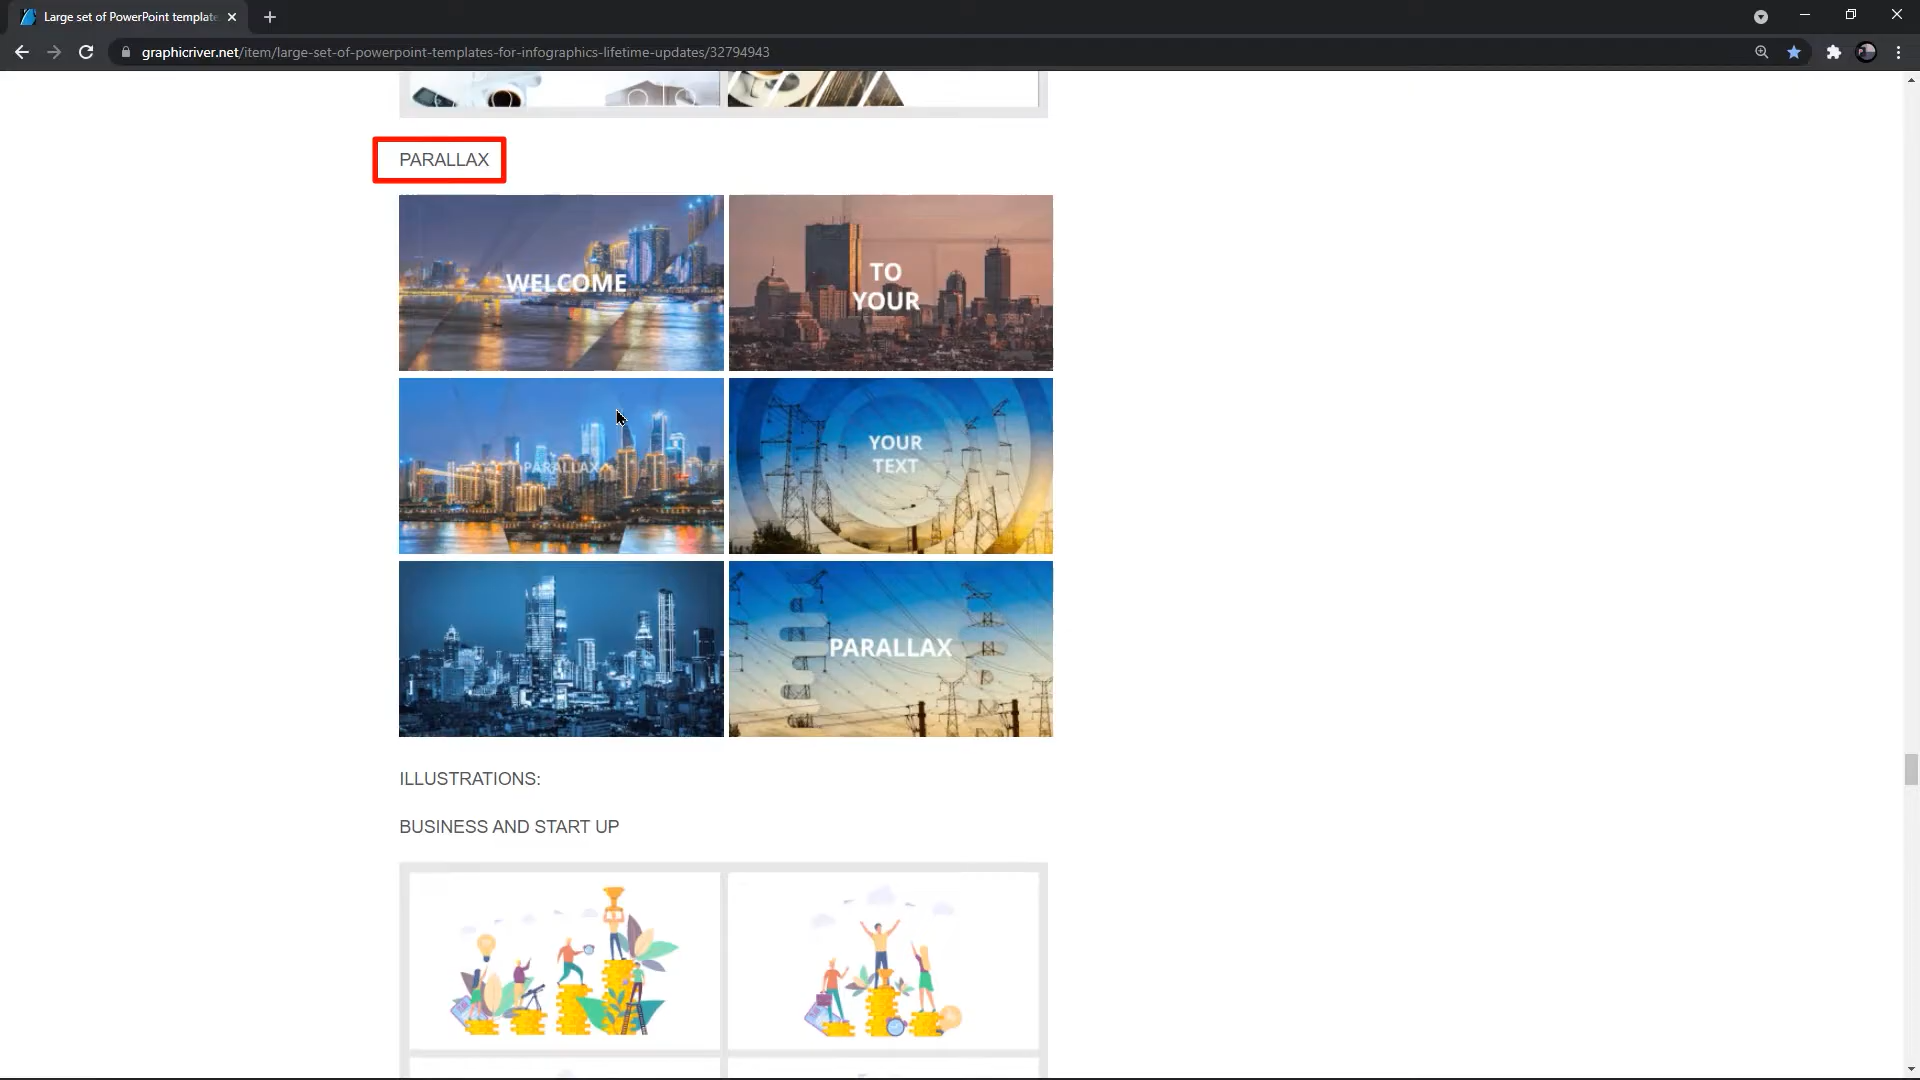 Large set of PowerPoint template
graphicriver.net/item/large-set-of-powerpoint-templates-for-infographics-lifetime-updates/32794943
PARALLAX
WELCOME
TO
YOUR
PARALLAX
YOUR
TEXT
PARALLAX
ILLUSTRATIONS:
BUSINESS AND START UP